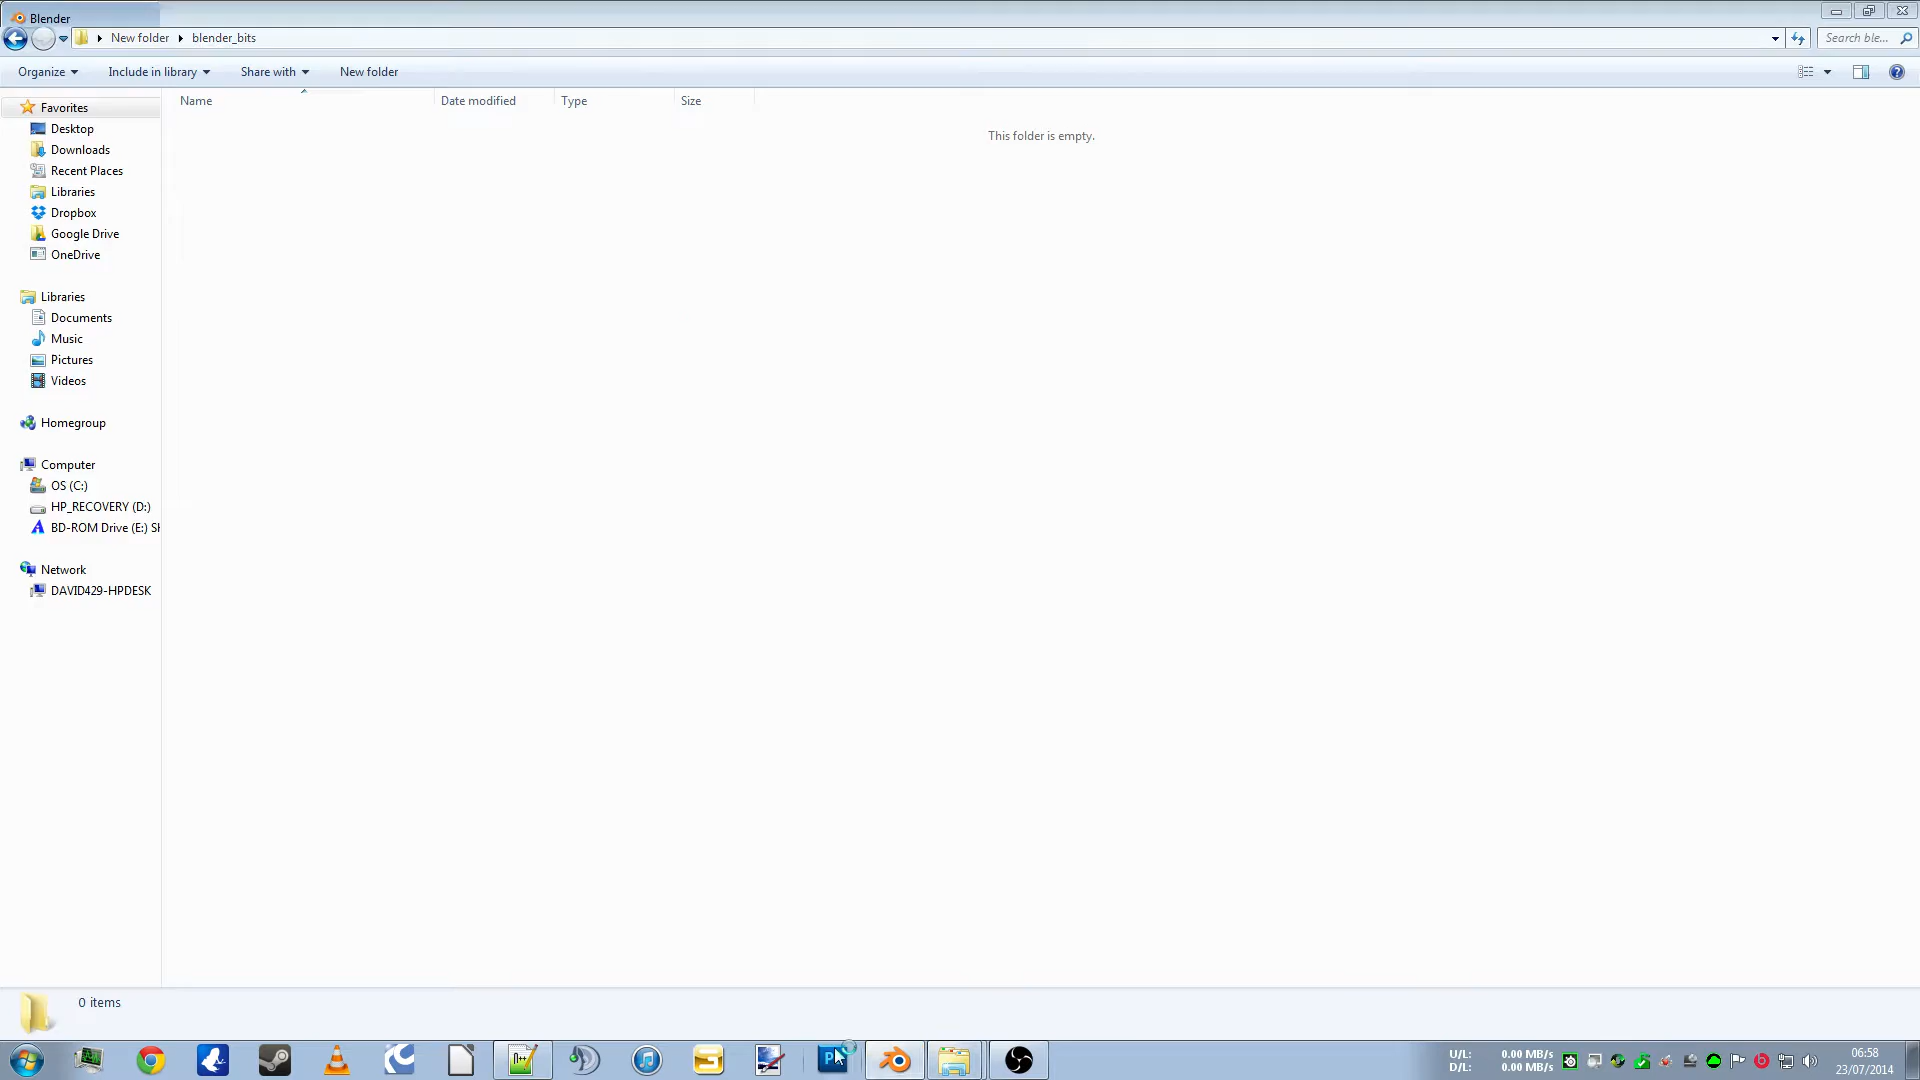 Blender
New folder blender_bits
Search ble...
Organize Include in library Share with New folder
Name Date modified Type Size
This folder is empty.
Favorites
Desktop
Downloads
Recent Places
Libraries
Dropbox
Google Drive
OneDrive
Libraries
Documents
Music
Pictures
Videos
Homegroup
Computer
OS (C:)
HP_RECOVERY (D:)
BD-ROM Drive (E:) SH
Network
DAVID429-HPDESK
0 items
U/L: 0.00 MB/s
D/L: 0.00 MB/s
06:58
23/07/2014